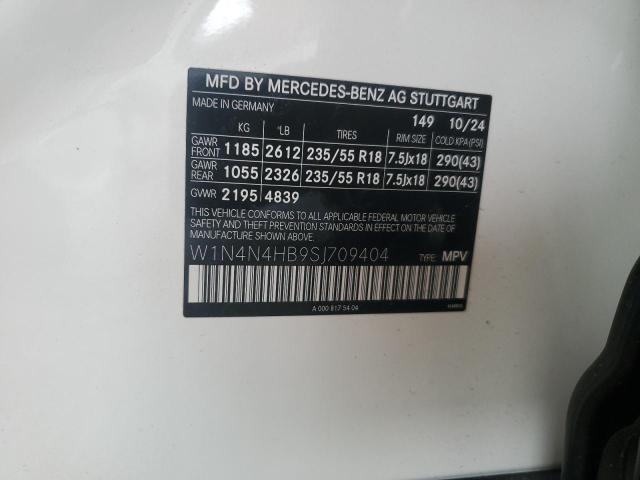 MFD BY MERCEDES-BENZ AG STUTTGART
MADE IN GERMANY 149 10/24
KG LB TIRES RIM SIZE COLD KPA (PSI)
GAWR FRONT 1185 2612 235/55 R18 7.5Jx18 290(43)
GAWR REAR 1055 2326 235/55 R18 7.5Jx18 290(43)
GVWR 2195 4839
THIS VEHICLE CONFORMS TO ALL APPLICABLE FEDERAL MOTOR VEHICLE
SAFETY AND THEFT PREVENTION STANDARDS IN EFFECT ON THE DATE OF
MANUFACTURE SHOWN ABOVE.
W1N4N4HB9SJ709404 TYPE: MPV
A 000 817 54 04